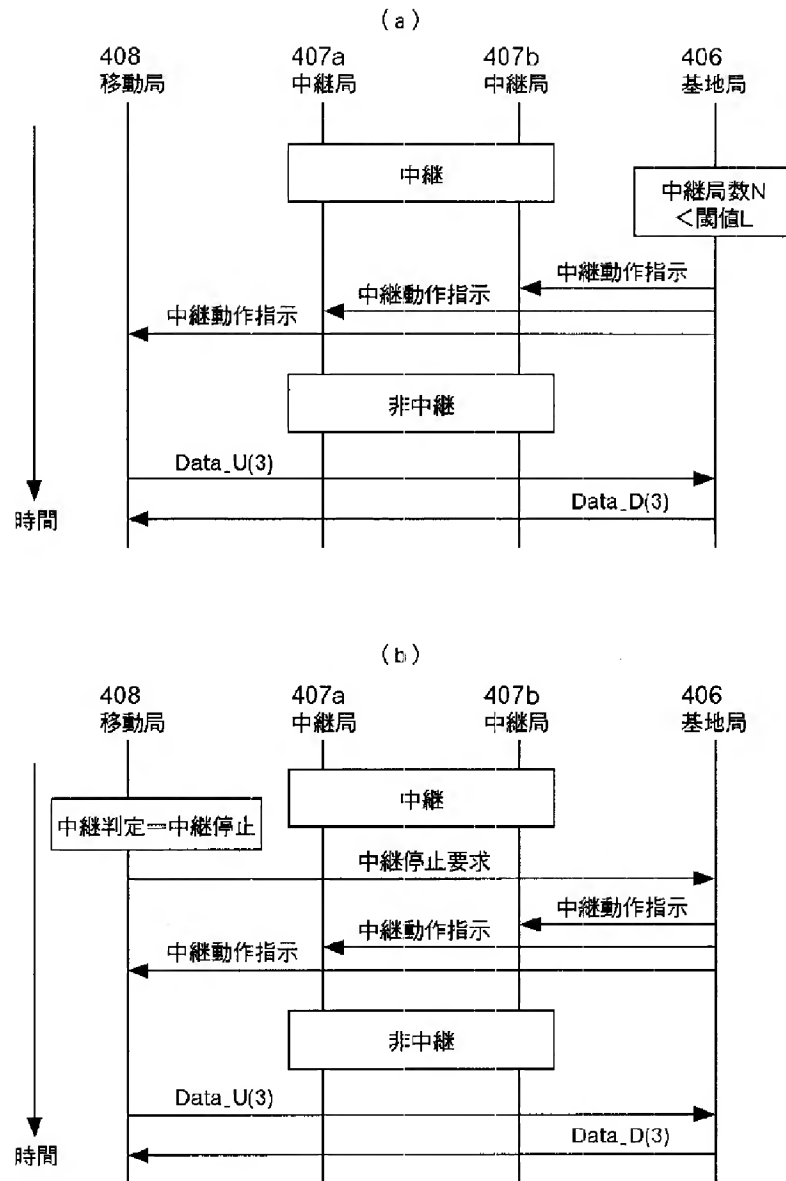 (a)
408
移動局
407a
中継局
407b
中継局
406
基地局
中継
中継局数N
<閾値L
中継動作指示
中継動作指示
中継動作指示
非中継
Data_U(3)
Data_D(3)
時間
(b)
408
移動局
407a
中継局
407b
中継局
406
基地局
中継
中継判定=中継停止
中継停止要求
中継動作指示
中継動作指示
中継動作指示
非中継
Data_U(3)
Data_D(3)
時間